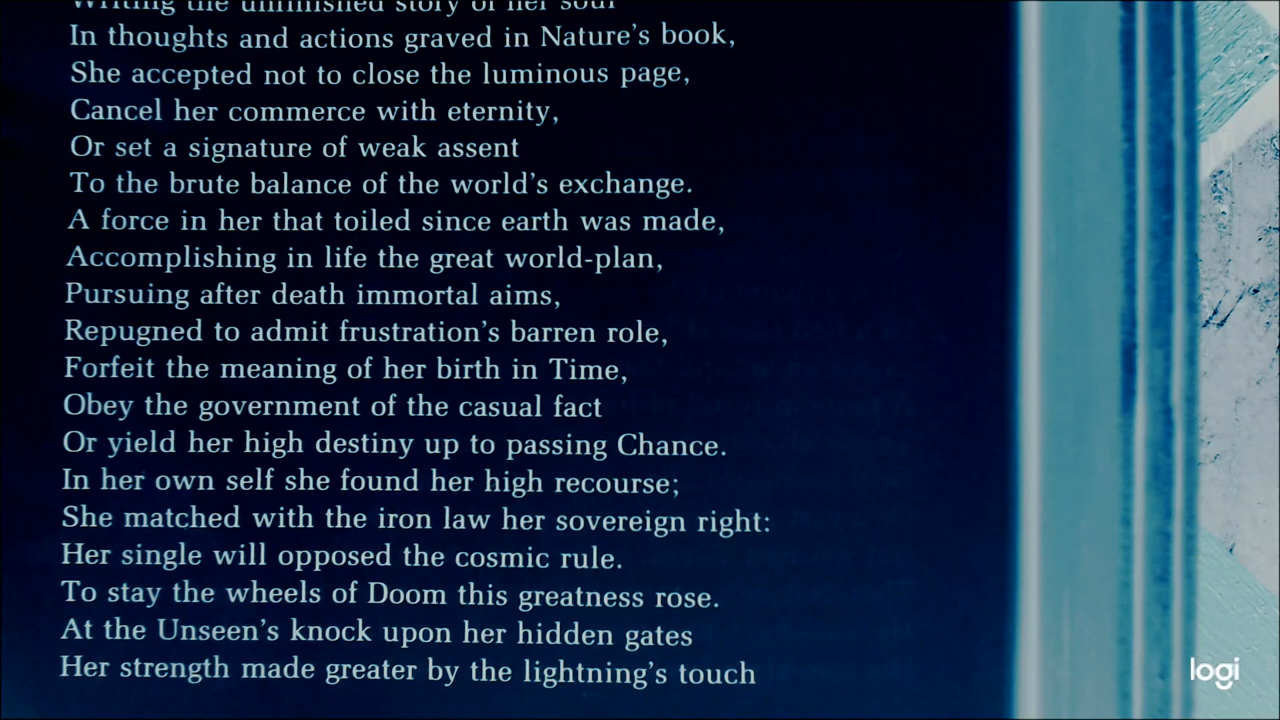 Writing the unfinished story of her soul
In thoughts and actions graved in Nature's book,
She accepted not to close the luminous page,
Cancel her commerce with eternity,
Or set a signature of weak assent
To the brute balance of the world's exchange.
A force in her that toiled since earth was made,
Accomplishing in life the great world-plan,
Pursuing after death immortal aims,
Repugned to admit frustration's barren role,
Forfeit the meaning of her birth in Time,
Obey the government of the casual fact
Or yield her high destiny up to passing Chance.
In her own self she found her high recourse;
She matched with the iron law her sovereign right:
Her single will opposed the cosmic rule.
To stay the wheels of Doom this greatness rose.
At the Unseen's knock upon her hidden gates
Her strength made greater by the lightning's touch
logi